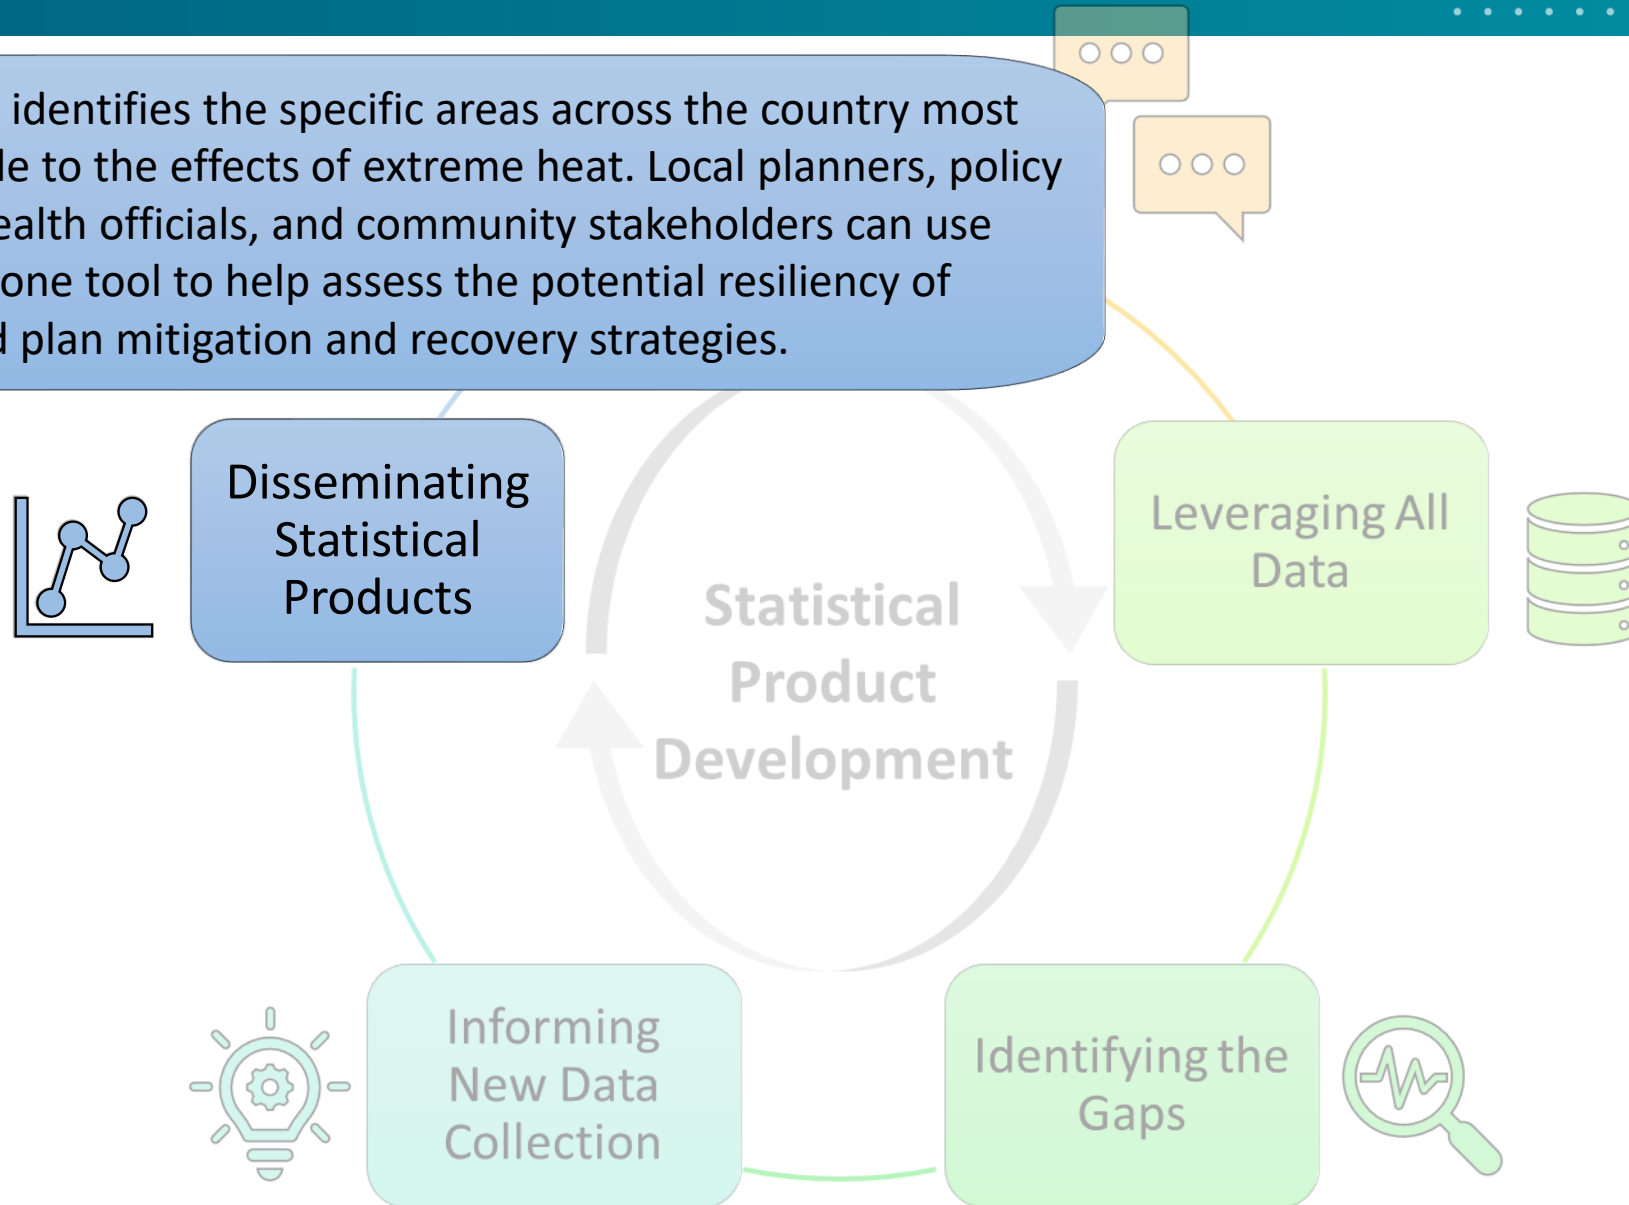 identifies the specific areas across the country most
to the effects of extreme heat. Local planners, policy
officials, and community stakeholders can use
one tool to help assess the potential resiliency of
plan mitigation and recovery strategies.
Disseminating
Statistical
Products
Leveraging All
Data
Statistical
Product
Development
Informing
New Data
Collection
Identifying the
Gaps